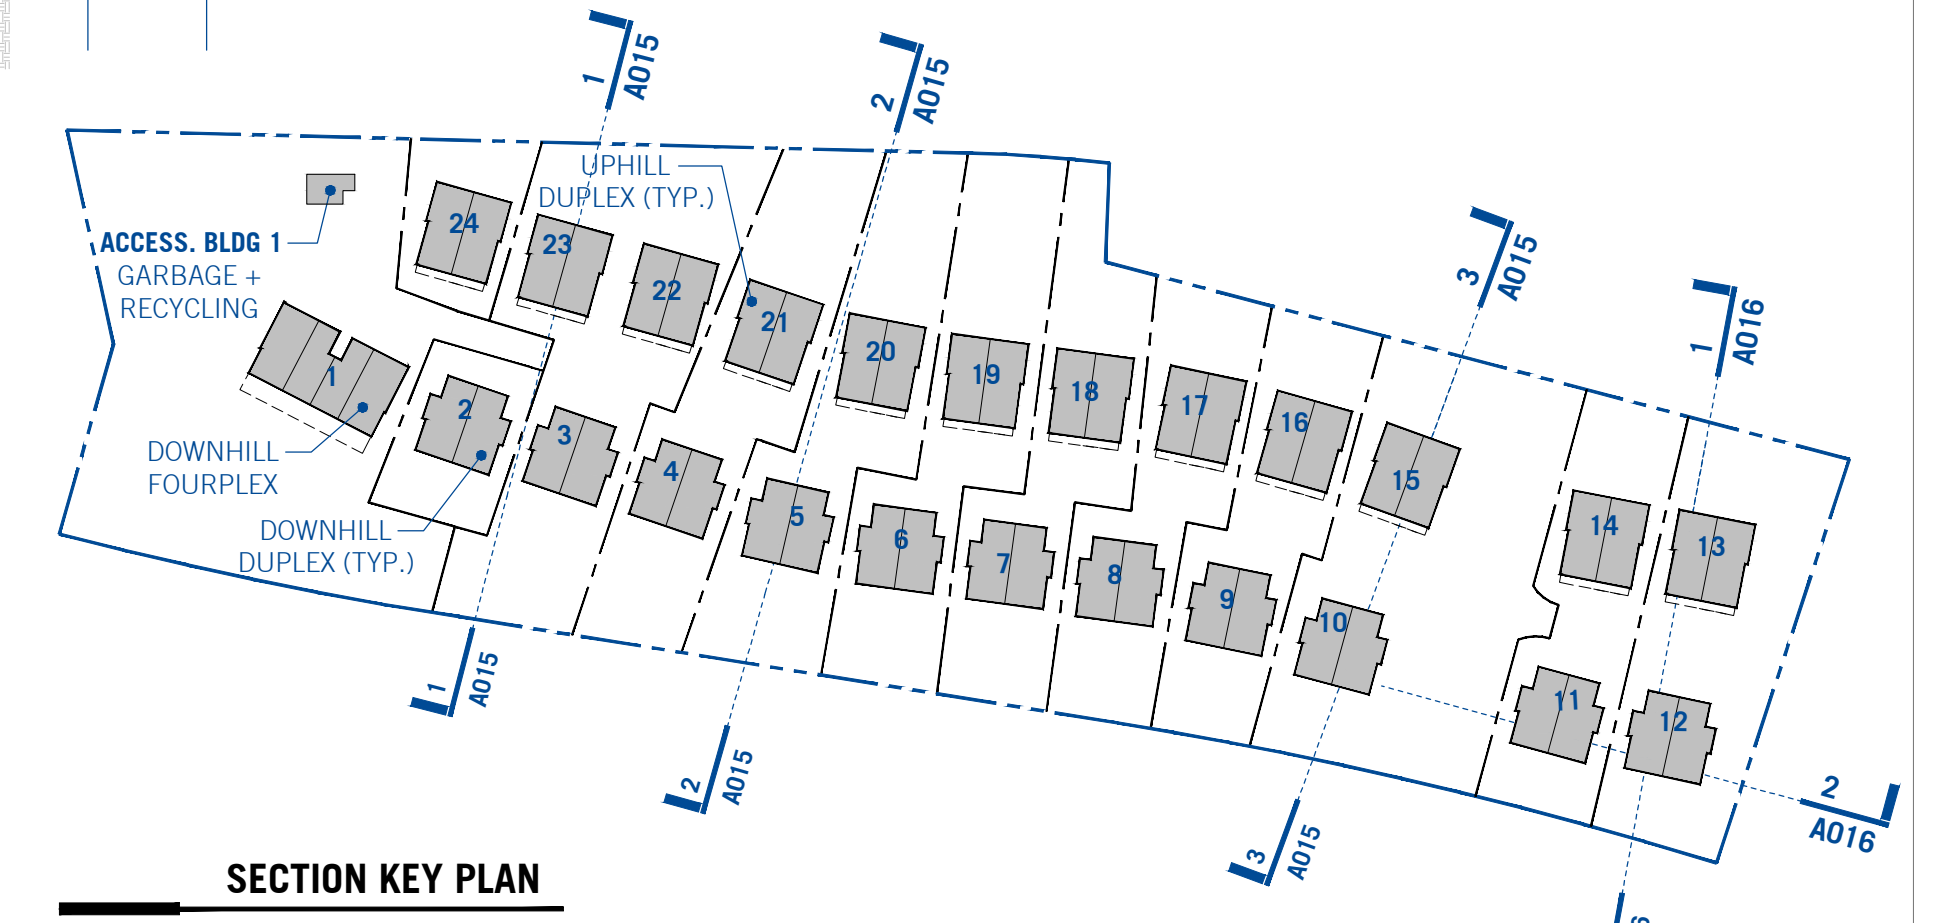 1
A015
2
A015
UPHILL
DUPLEX (TYP.)
ACCESS. BLDG 1
GARBAGE +
RECYCLING
3
A015
1
A016
24
23
22
21
20
19
18
17
16
15
14
13
1
2
3
4
5
6
7
8
9
10
11
12
DOWNHILL
FOURPLEX
DOWNHILL
DUPLEX (TYP.)
1
A015
2
A015
3
A015
2
A016
SECTION KEY PLAN